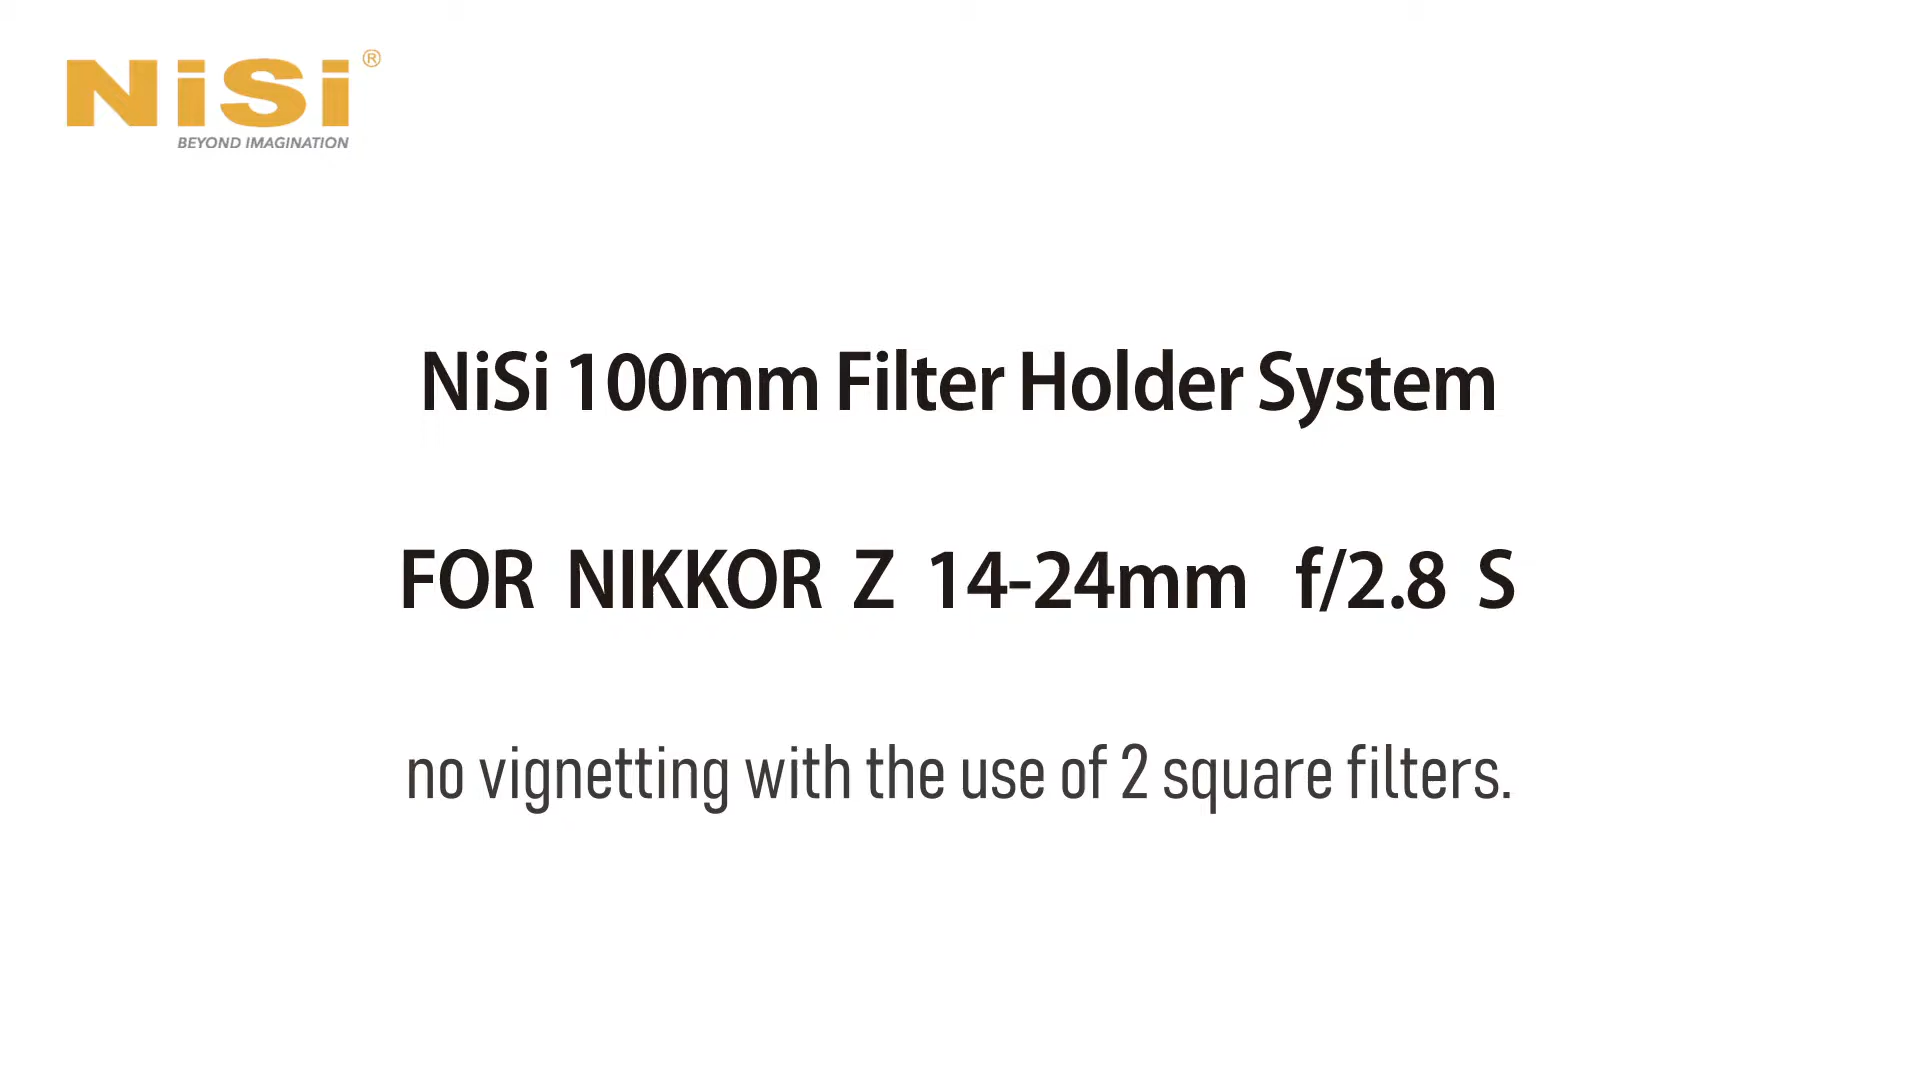 NiSi®
BEYOND IMAGINATION
NiSi 100mm Filter Holder System
FOR NIKKOR Z 14-24mm f/2.8 S
no vignetting with the use of 2 square filters.